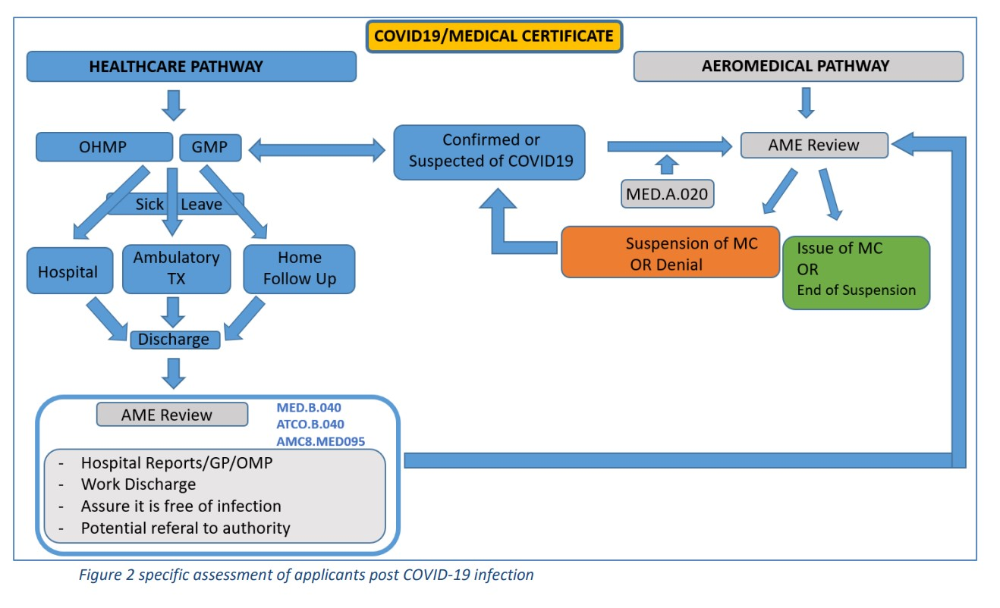 COVID19/MEDICAL CERTIFICATE
HEALTHCARE PATHWAY
AEROMEDICAL PATHWAY
OHMP
GMP
Confirmed or
Suspected of COVID19
AME Review
MED.A.020
Sick Leave
Suspension of MC
OR Denial
Issue of MC
OR
End of Suspension
Hospital
Ambulatory
TX
Home
Follow Up
Discharge
AME Review
MED.B.040
ATCO.B.040
AMC8.MED095
- Hospital Reports/GP/OMP
- Work Discharge
- Assure it is free of infection
- Potential referal to authority
Figure 2 specific assessment of applicants post COVID-19 infection